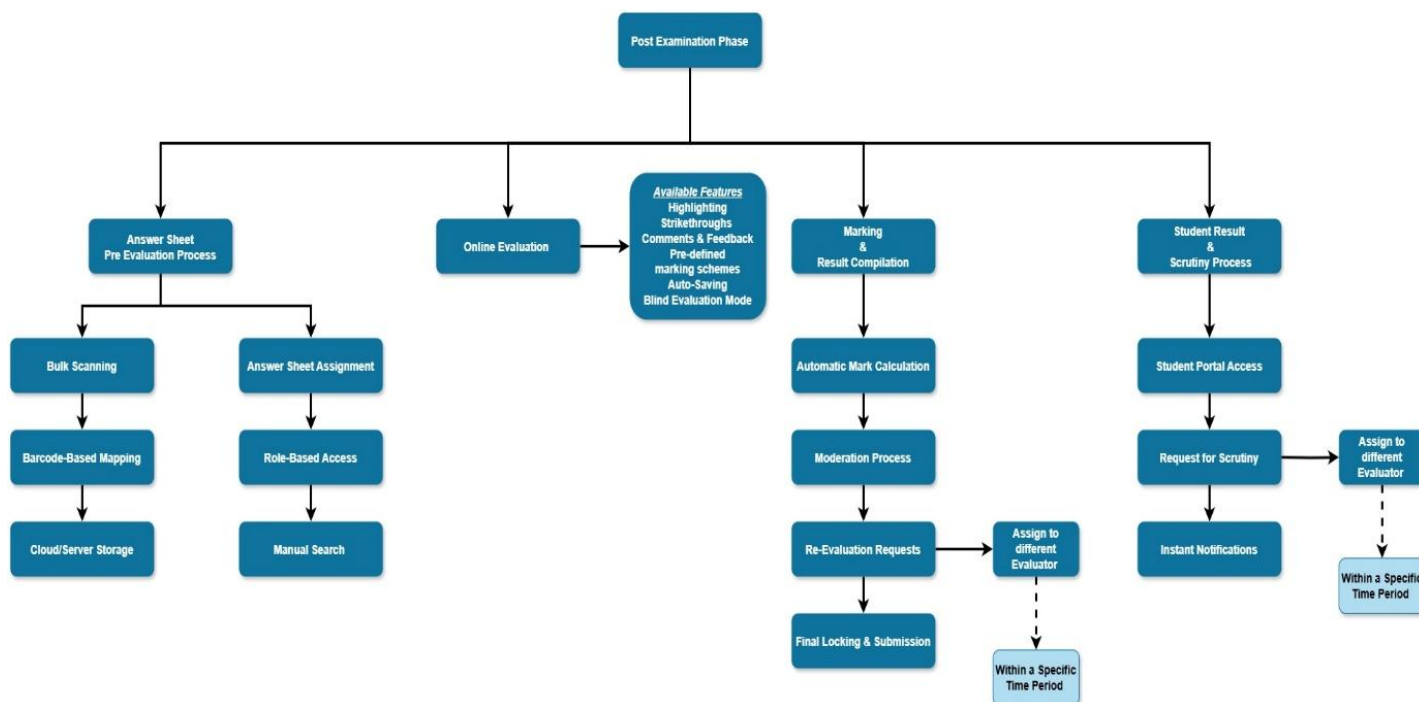 Post Examination Phase
Answer Sheet
Pre Evaluation Process
Online Evaluation
Available Features
Highlighting
Strikethroughs
Comments & Feedback
Pre-defined
marking schemes
Auto-Saving
Blind Evaluation Mode
Marking
&
Result Compilation
Student Result
&
Scrutiny Process
Bulk Scanning
Answer Sheet Assignment
Automatic Mark Calculation
Student Portal Access
Barcode-Based Mapping
Role-Based Access
Moderation Process
Request for Scrutiny
Assign to
different
Evaluator
Cloud/Server Storage
Manual Search
Re-Evaluation Requests
Assign to
different
Evaluator
Instant Notifications
Within a Specific
Time Period
Final Locking & Submission
Within a Specific
Time Period